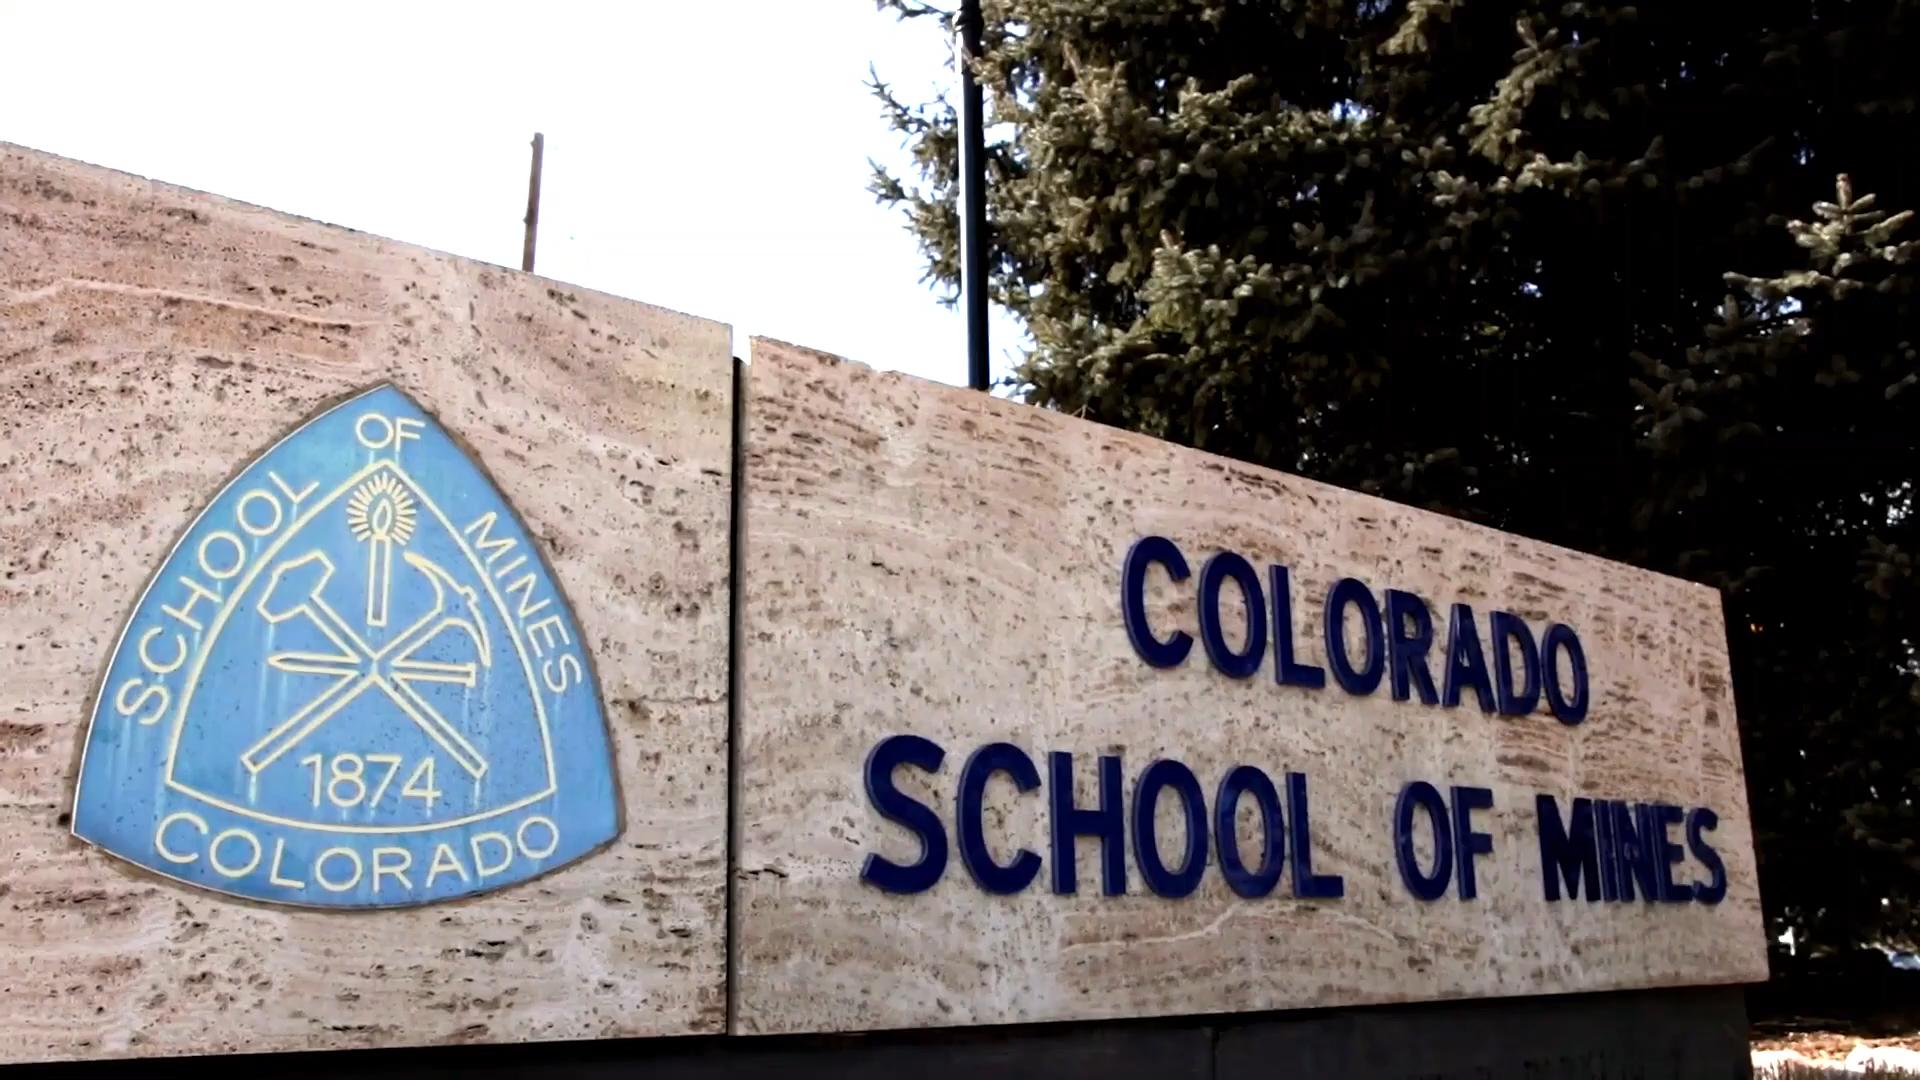 SCHOOL OF MINES
1874
COLORADO
COLORADO
SCHOOL OF MINES